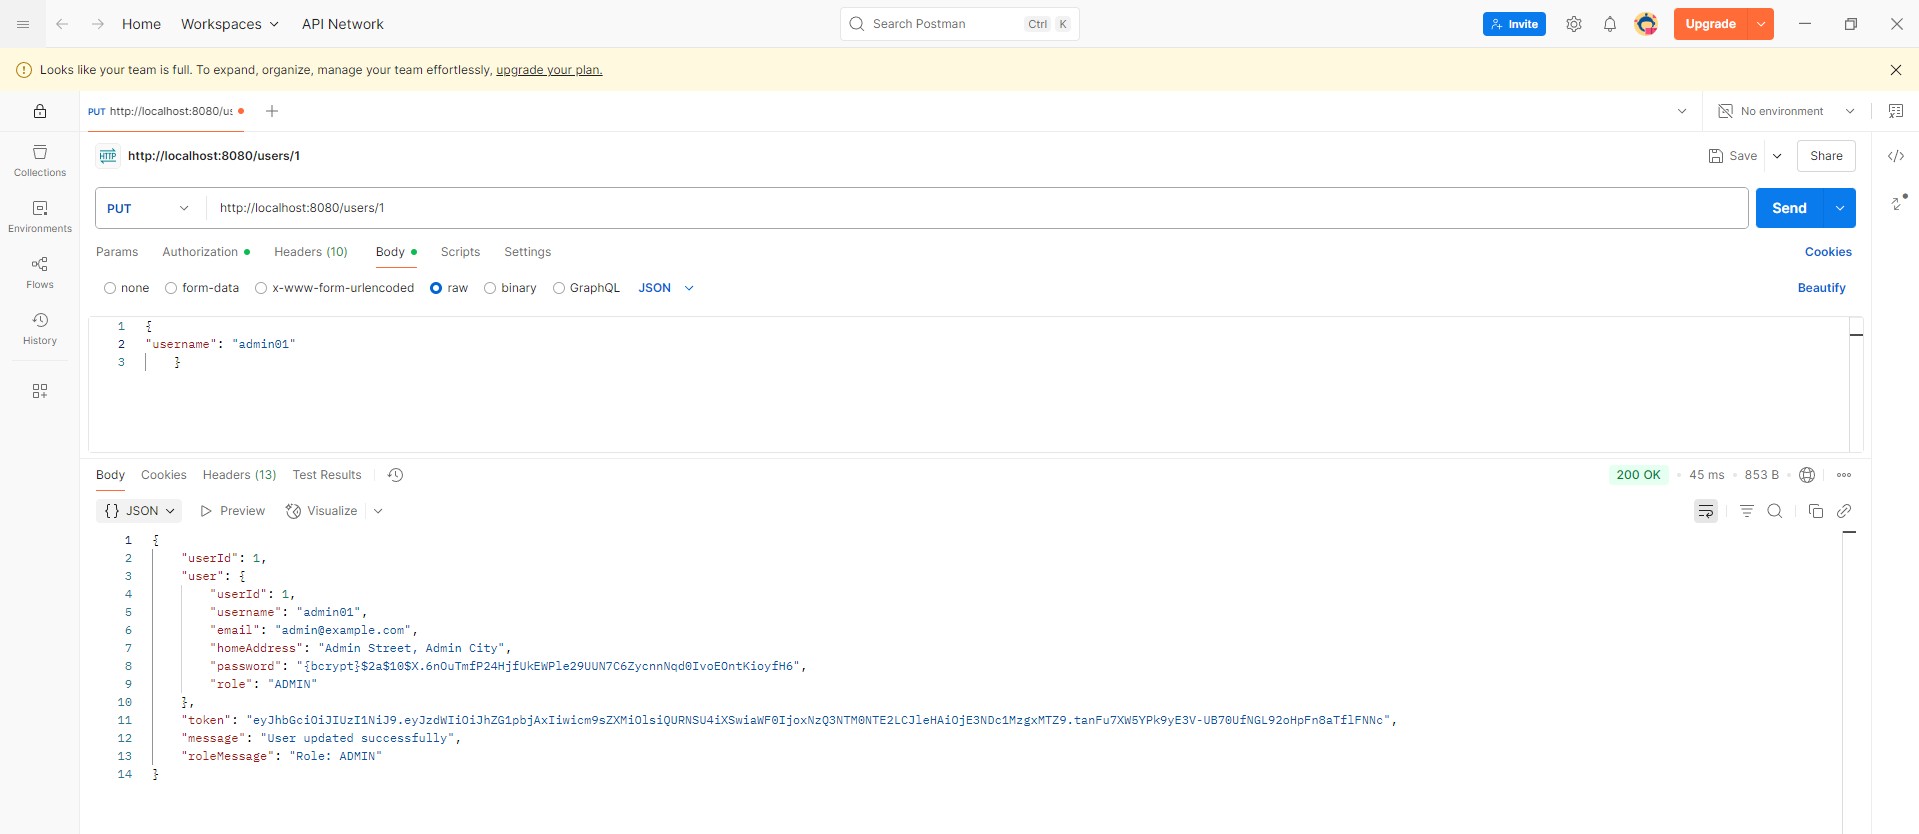 Home Workspaces API Network Search Postman Ctrl K Invite Upgrade
Looks like your team is full. To expand, organize, manage your team effortlessly, upgrade your plan.
PUT http://localhost:8080/us No environment
HTTP http://localhost:8080/users/1 Save Share
Collections
PUT http://localhost:8080/users/1 Send
Environments
Params Authorization Headers (10) Body Scripts Settings Cookies
Flows
none form-data x-www-form-urlencoded raw binary GraphQL JSON Beautify
History
1 {
2 "username": "admin01"
3 }
Body Cookies Headers (13) Test Results 200 OK 45 ms 853 B
{} JSON Preview Visualize
1 {
2 "userId": 1,
3 "user": {
4 "userId": 1,
5 "username": "admin01",
6 "email": "admin@example.com",
7 "homeAddress": "Admin Street, Admin City",
8 "password": "{bcrypt}$2a$10$X.6nOuTmfP24HjfUkEWPle29UUN7C6ZycnnNqd0IvoEOntKioyfH6",
9 "role": "ADMIN"
10 },
11 "token": "eyJhbGciOiJIUzI1NiJ9.eyJzdWIiOiJhZG1pbjAxIiwicm9sZXMiOlsiQURNSU4iXSwiaWF0IjoxNzQ3NTM0NTE2LCJleHAiOjE3NDc1MzgxMTZ9.tanFu7XW5YPk9yE3V-UB70UfNGL92oHpFn8aTflFNNc",
12 "message": "User updated successfully",
13 "roleMessage": "Role: ADMIN"
14 }